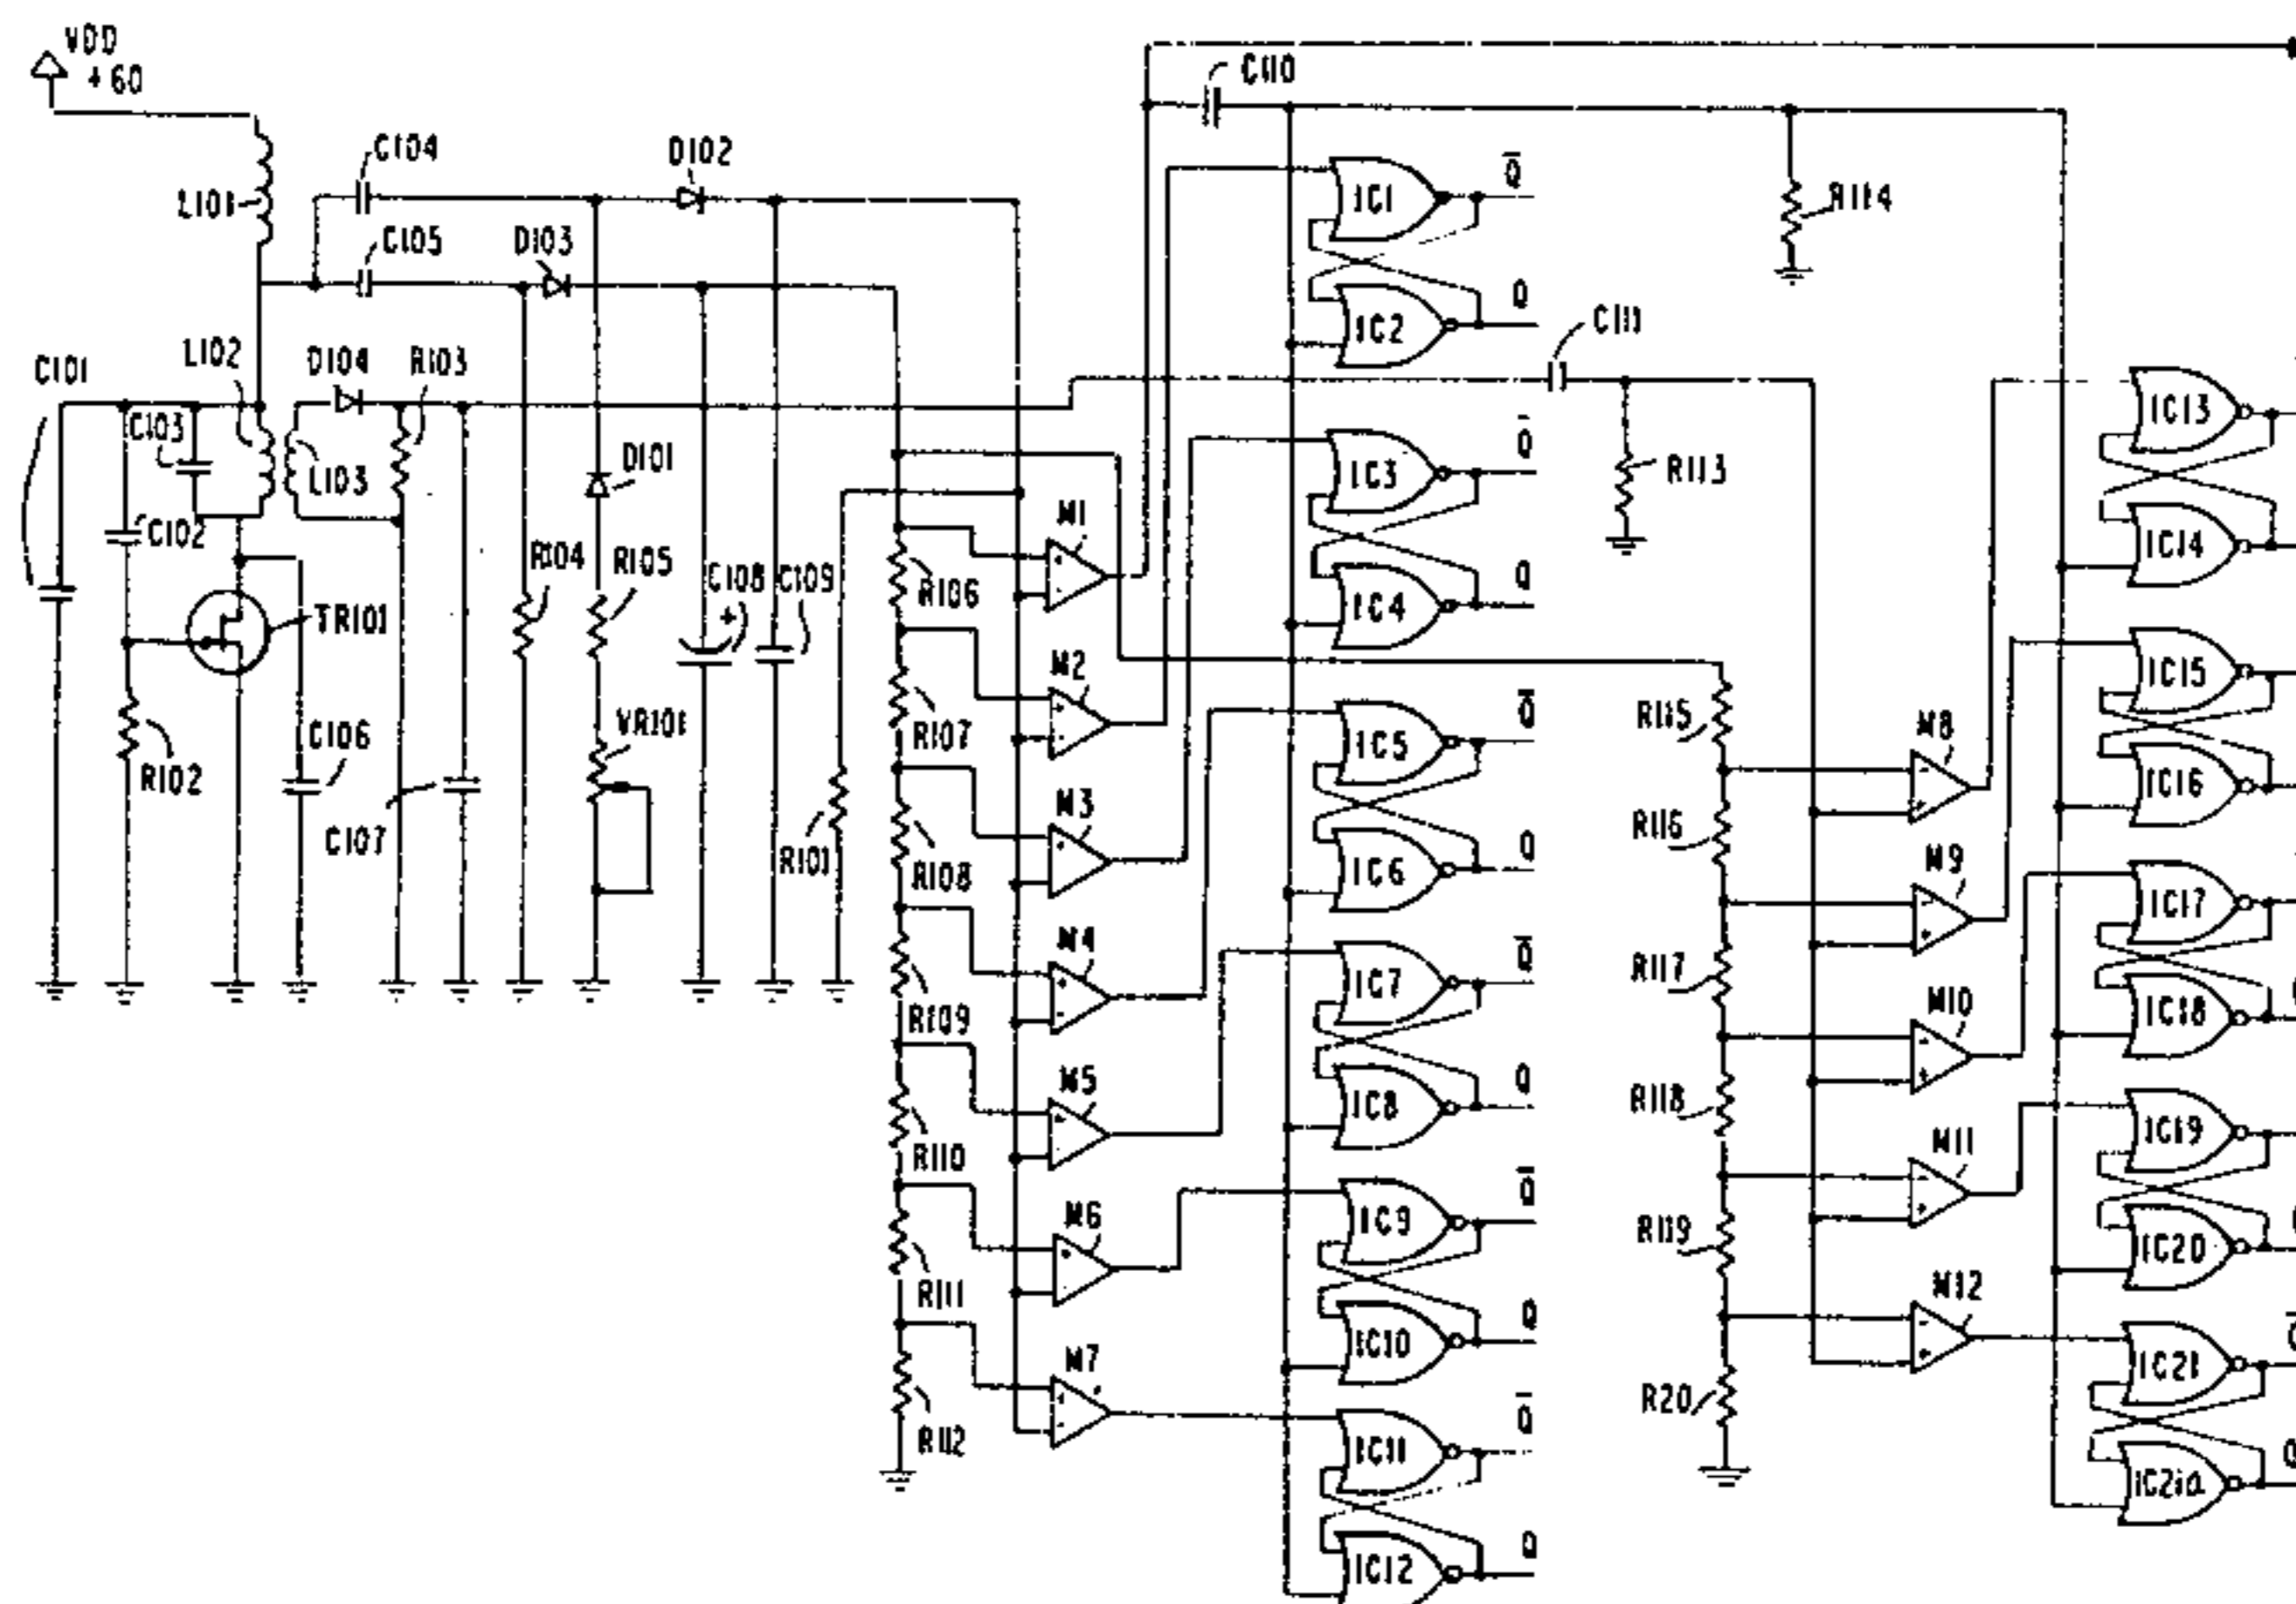 VDD
+60
C110
C104
D102
L101
C105
D103
IC1
Q̅
R114
IC2
Q
C111
C101
L102
D104
R103
C103
L103
D101
IC3
Q̅
R113
IC13
C102
R104
R105
C108
+
C109
M1
R106
IC4
Q
IC14
TR101
M2
R102
C106
VR101
R107
IC5
Q̅
R115
M8
IC15
C107
R101
M3
R108
IC6
Q
R116
IC16
M4
R109
IC7
Q̅
R117
M9
IC17
M5
R110
IC8
Q
R118
M10
IC18
M6
R111
IC9
Q̅
R119
M11
IC19
IC10
Q
IC20
M7
R112
IC11
Q̅
R20
M12
IC21
IC12
Q
IC21a